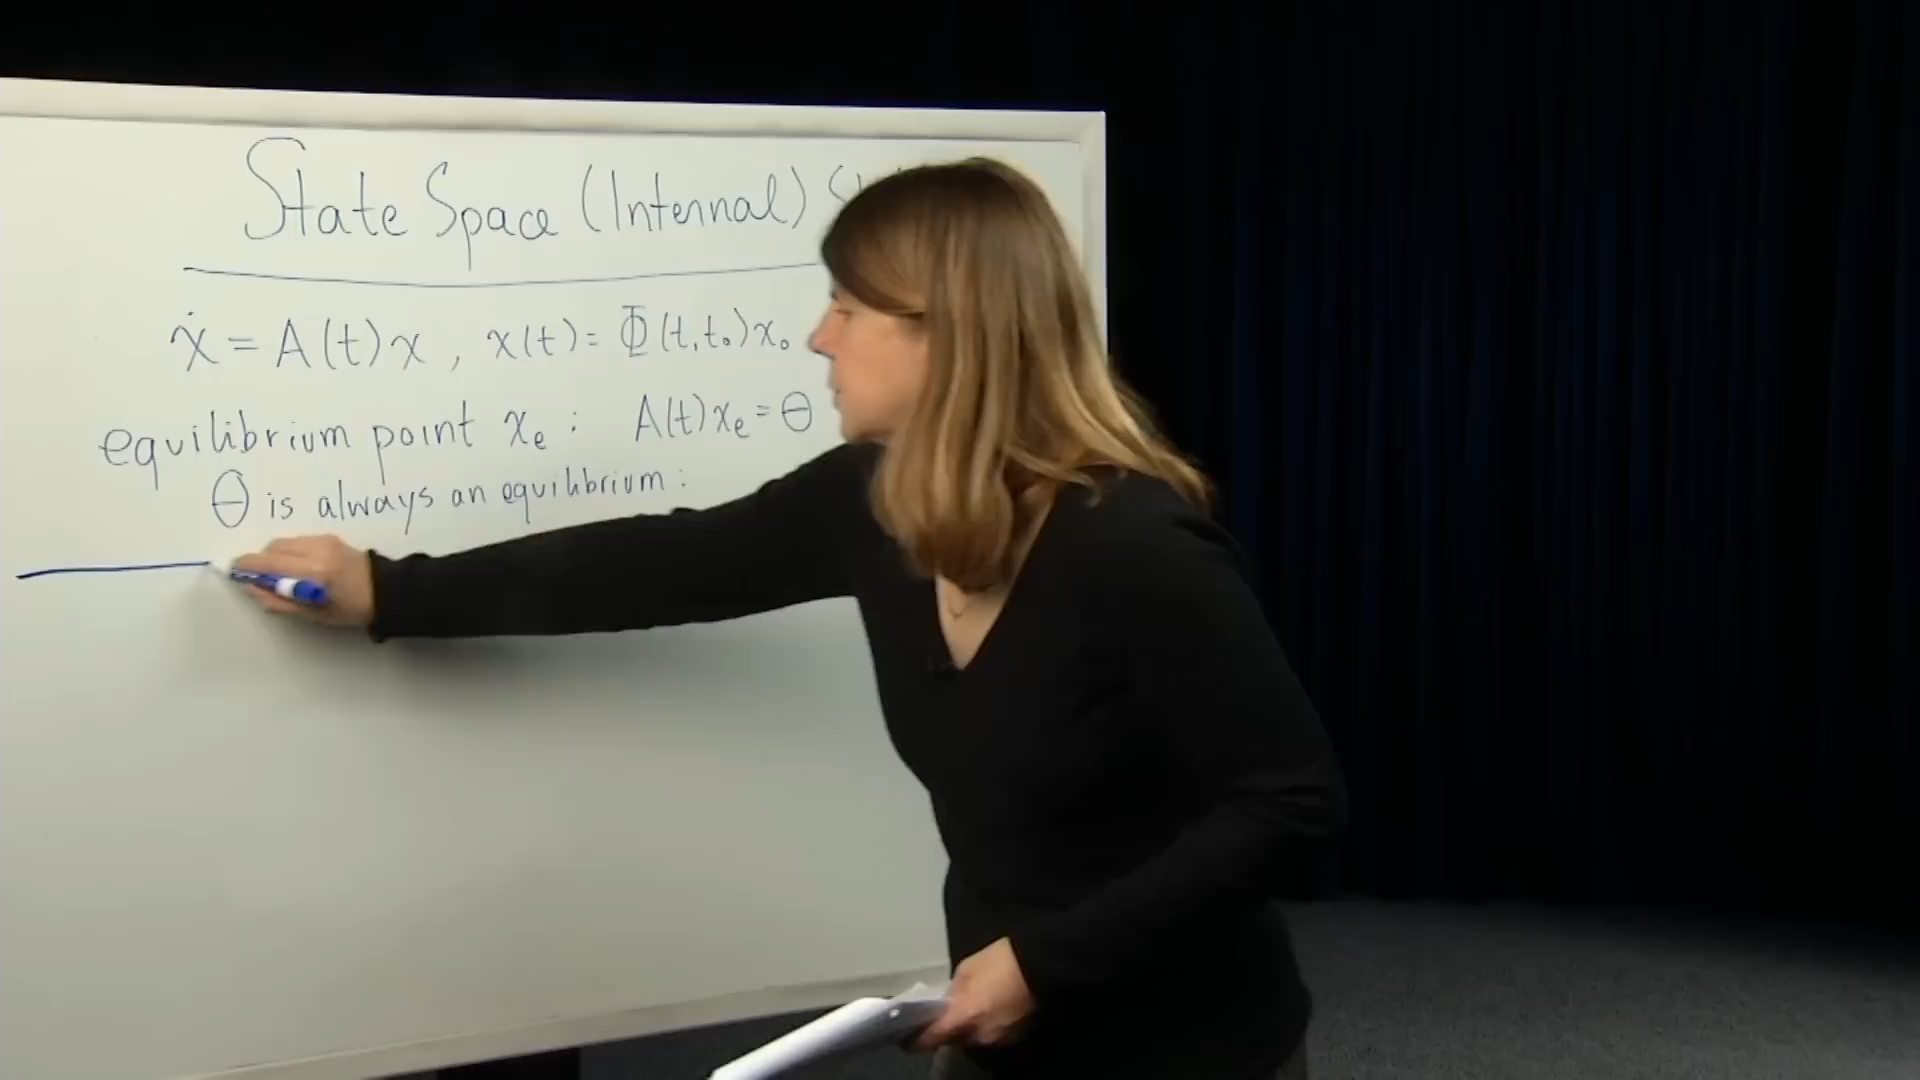 State Space (Internal)
ẋ = A(t)x , x(t) = Φ(t,t₀)x₀
equilibrium point xₑ : A(t)xₑ = θ
θ is always an equilibrium :